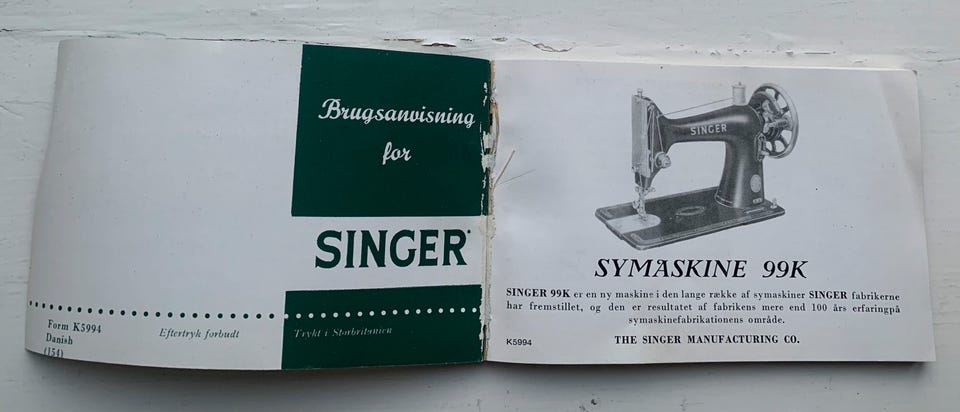 Brugsanvisning
for
SINGER
Form K5994
Danish
(154)
Eftertryk forbudt
Trykt i Storbritanien
SINGER
SYMASKINE 99K
SINGER 99K er en ny maskine i den lange række af symaskiner SINGER fabrikerne
har fremstillet, og den er resultatet af fabrikens mere end 100 års erfaringpå
symaskinefabrikationens område.
K5994
THE SINGER MANUFACTURING CO.